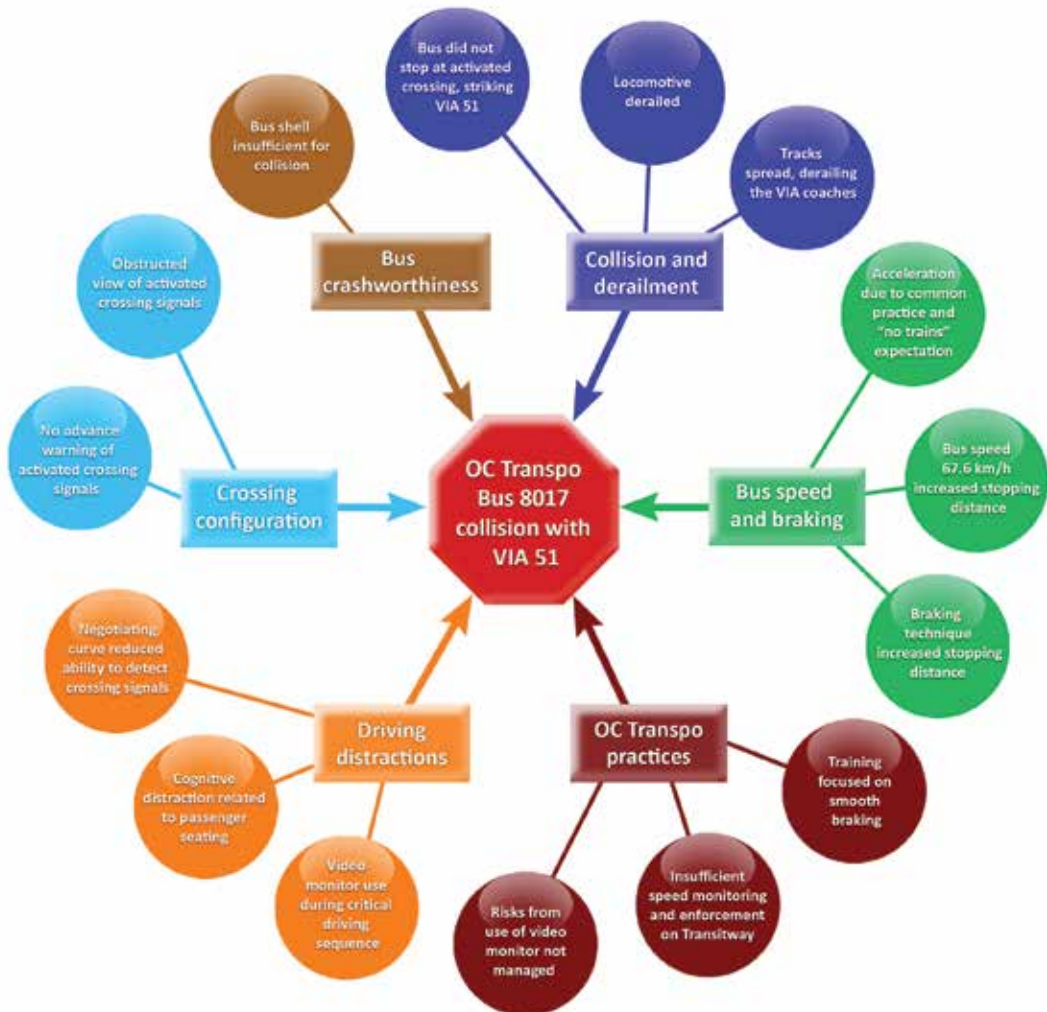 Bus did not
stop at activated
crossing, striking
VIA 51
Locomotive
derailed
Tracks
spread, derailing
the VIA coaches
Collision and
derailment
Bus shell
insufficient for
collision
Bus
crashworthiness
Obstructed
view of activated
crossing signals
No advance
warning of
activated crossing
signals
Crossing
configuration
Acceleration
due to common
practice and
"no trains"
expectation
Bus speed
67.6 km/h
increased stopping
distance
Braking
technique
increased stopping
distance
Bus speed
and braking
OC Transpo
Bus 8017
collision with
VIA 51
Negotiating
curve reduced
ability to detect
crossing signals
Cognitive
distraction related
to passenger
seating
Video
monitor use
during critical
driving
sequence
Driving
distractions
OC Transpo
practices
Training
focused on
smooth
braking
Insufficient
speed monitoring
and enforcement
on Transitway
Risks from
use of video
monitor not
managed